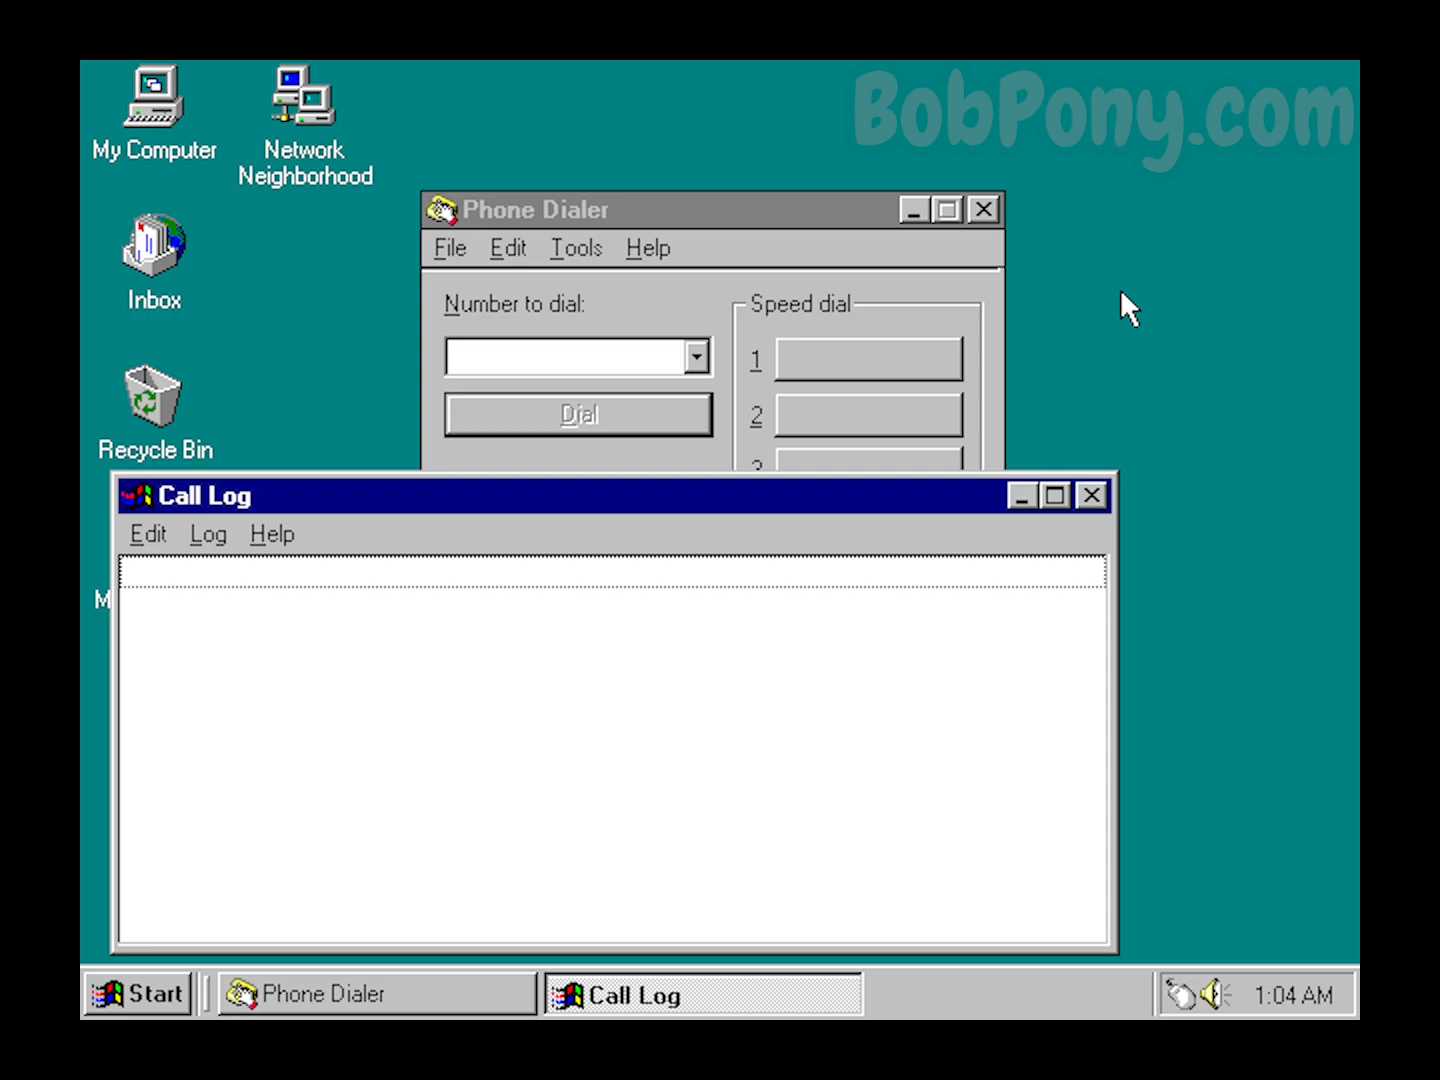 BobPony.com
My Computer
Network
Neighborhood
Inbox
Recycle Bin
M
Phone Dialer
File Edit Tools Help
Number to dial:
Dial
Speed dial
1
2
Call Log
Edit Log Help
Start
Phone Dialer
Call Log
1:04 AM